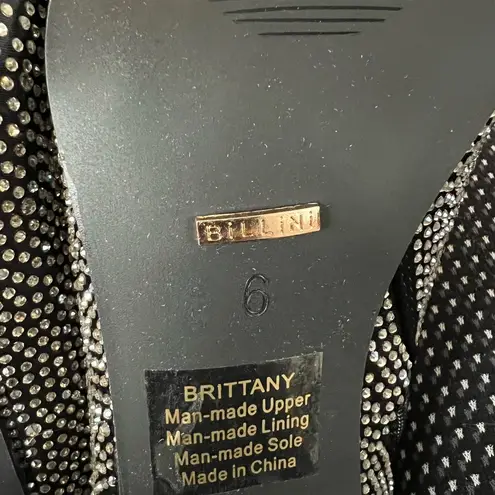 BiLLiNi
6
BRITTANY
Man-made Upper
Man-made Lining
Man-made Sole
Made in China